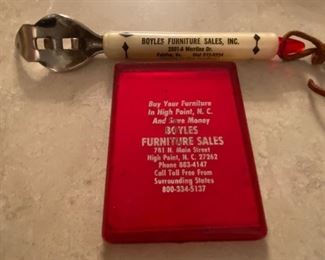 BOYLES FURNITURE SALES, INC.
Buy Your Furniture
In High Point, N. C.
And Save Money
BOYLES
FURNITURE SALES
781 N. Main Street
High Point, N. C. 27262
Phone 883-4147
Call Toll Free From
Surrounding States
800-334-5137